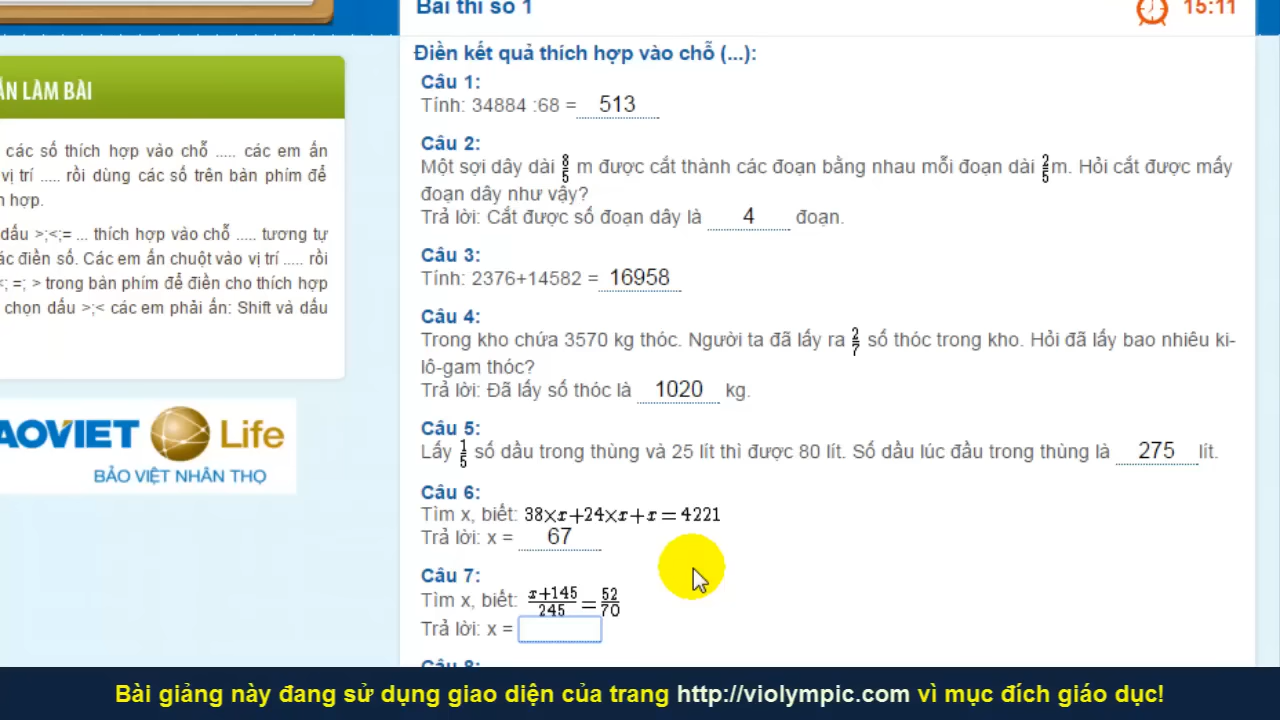 Bài thi số 1
15:11
ẪN LÀM BÀI
các số thích hợp vào chỗ ..... các em ấn
vị trí ..... rồi dùng các số trên bàn phím để
h hợp.
dấu >;<;= ... thích hợp vào chỗ ..... tương tự
ác điền số. Các em ấn chuột vào vị trí ..... rồi
<; =; > trong bàn phím để điền cho thích hợp
chọn dấu >;< các em phải ấn: Shift và dấu
AOVIET Life
BẢO VIỆT NHÂN THỌ
Điền kết quả thích hợp vào chỗ (...):
Câu 1:
Tính: 34884 :68 = 513
Câu 2:
Một sợi dây dài 8/5 m được cắt thành các đoạn bằng nhau mỗi đoạn dài 2/5m. Hỏi cắt được mấy
đoạn dây như vậy?
Trả lời: Cắt được số đoạn dây là 4 đoạn.
Câu 3:
Tính: 2376+14582 = 16958
Câu 4:
Trong kho chứa 3570 kg thóc. Người ta đã lấy ra 2/7 số thóc trong kho. Hỏi đã lấy bao nhiêu ki-
lô-gam thóc?
Trả lời: Đã lấy số thóc là 1020 kg.
Câu 5:
Lấy 1/5 số dầu trong thùng và 25 lít thì được 80 lít. Số dầu lúc đầu trong thùng là 275 lít.
Câu 6:
Tìm x, biết: 38×x+24×x+x=4221
Trả lời: x = 67
Câu 7:
Tìm x, biết: (x+145)/245=52/70
Trả lời: x =
Câu 8:
Bài giảng này đang sử dụng giao diện của trang http://violympic.com vì mục đích giáo dục!